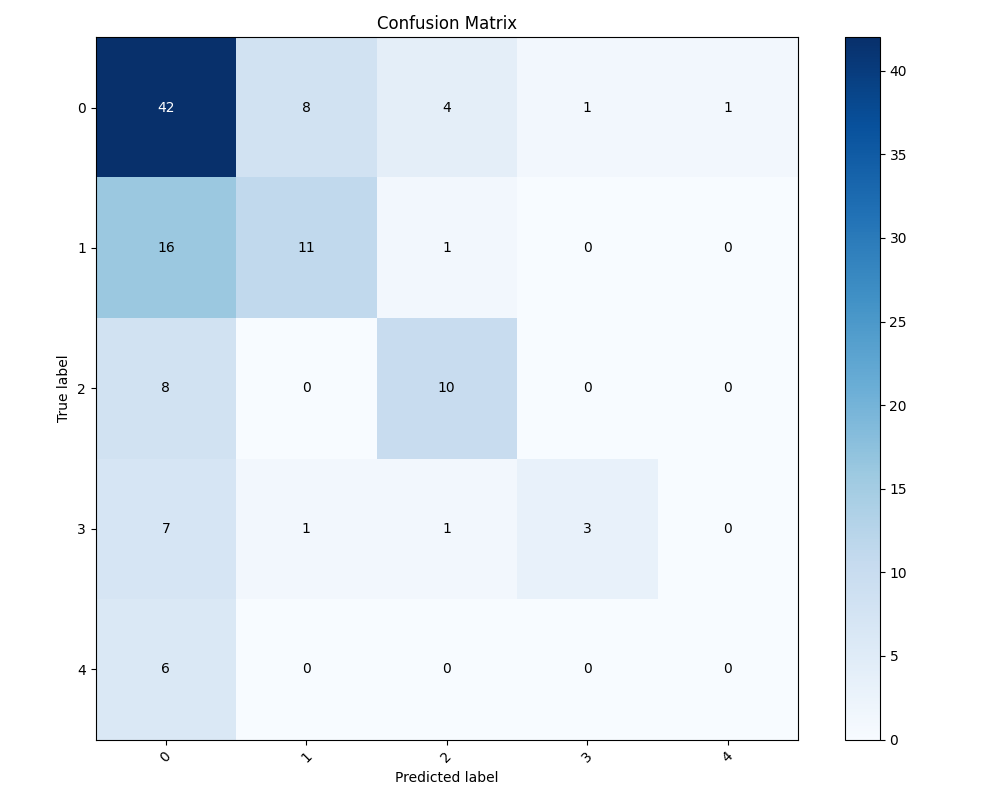 Confusion Matrix
0 42 8 4 1 1
1 16 11 1 0 0
2 8 0 10 0 0
3 7 1 1 3 0
4 6 0 0 0 0
0 1 2 3 4
True label
Predicted label
40
35
30
25
20
15
10
5
0